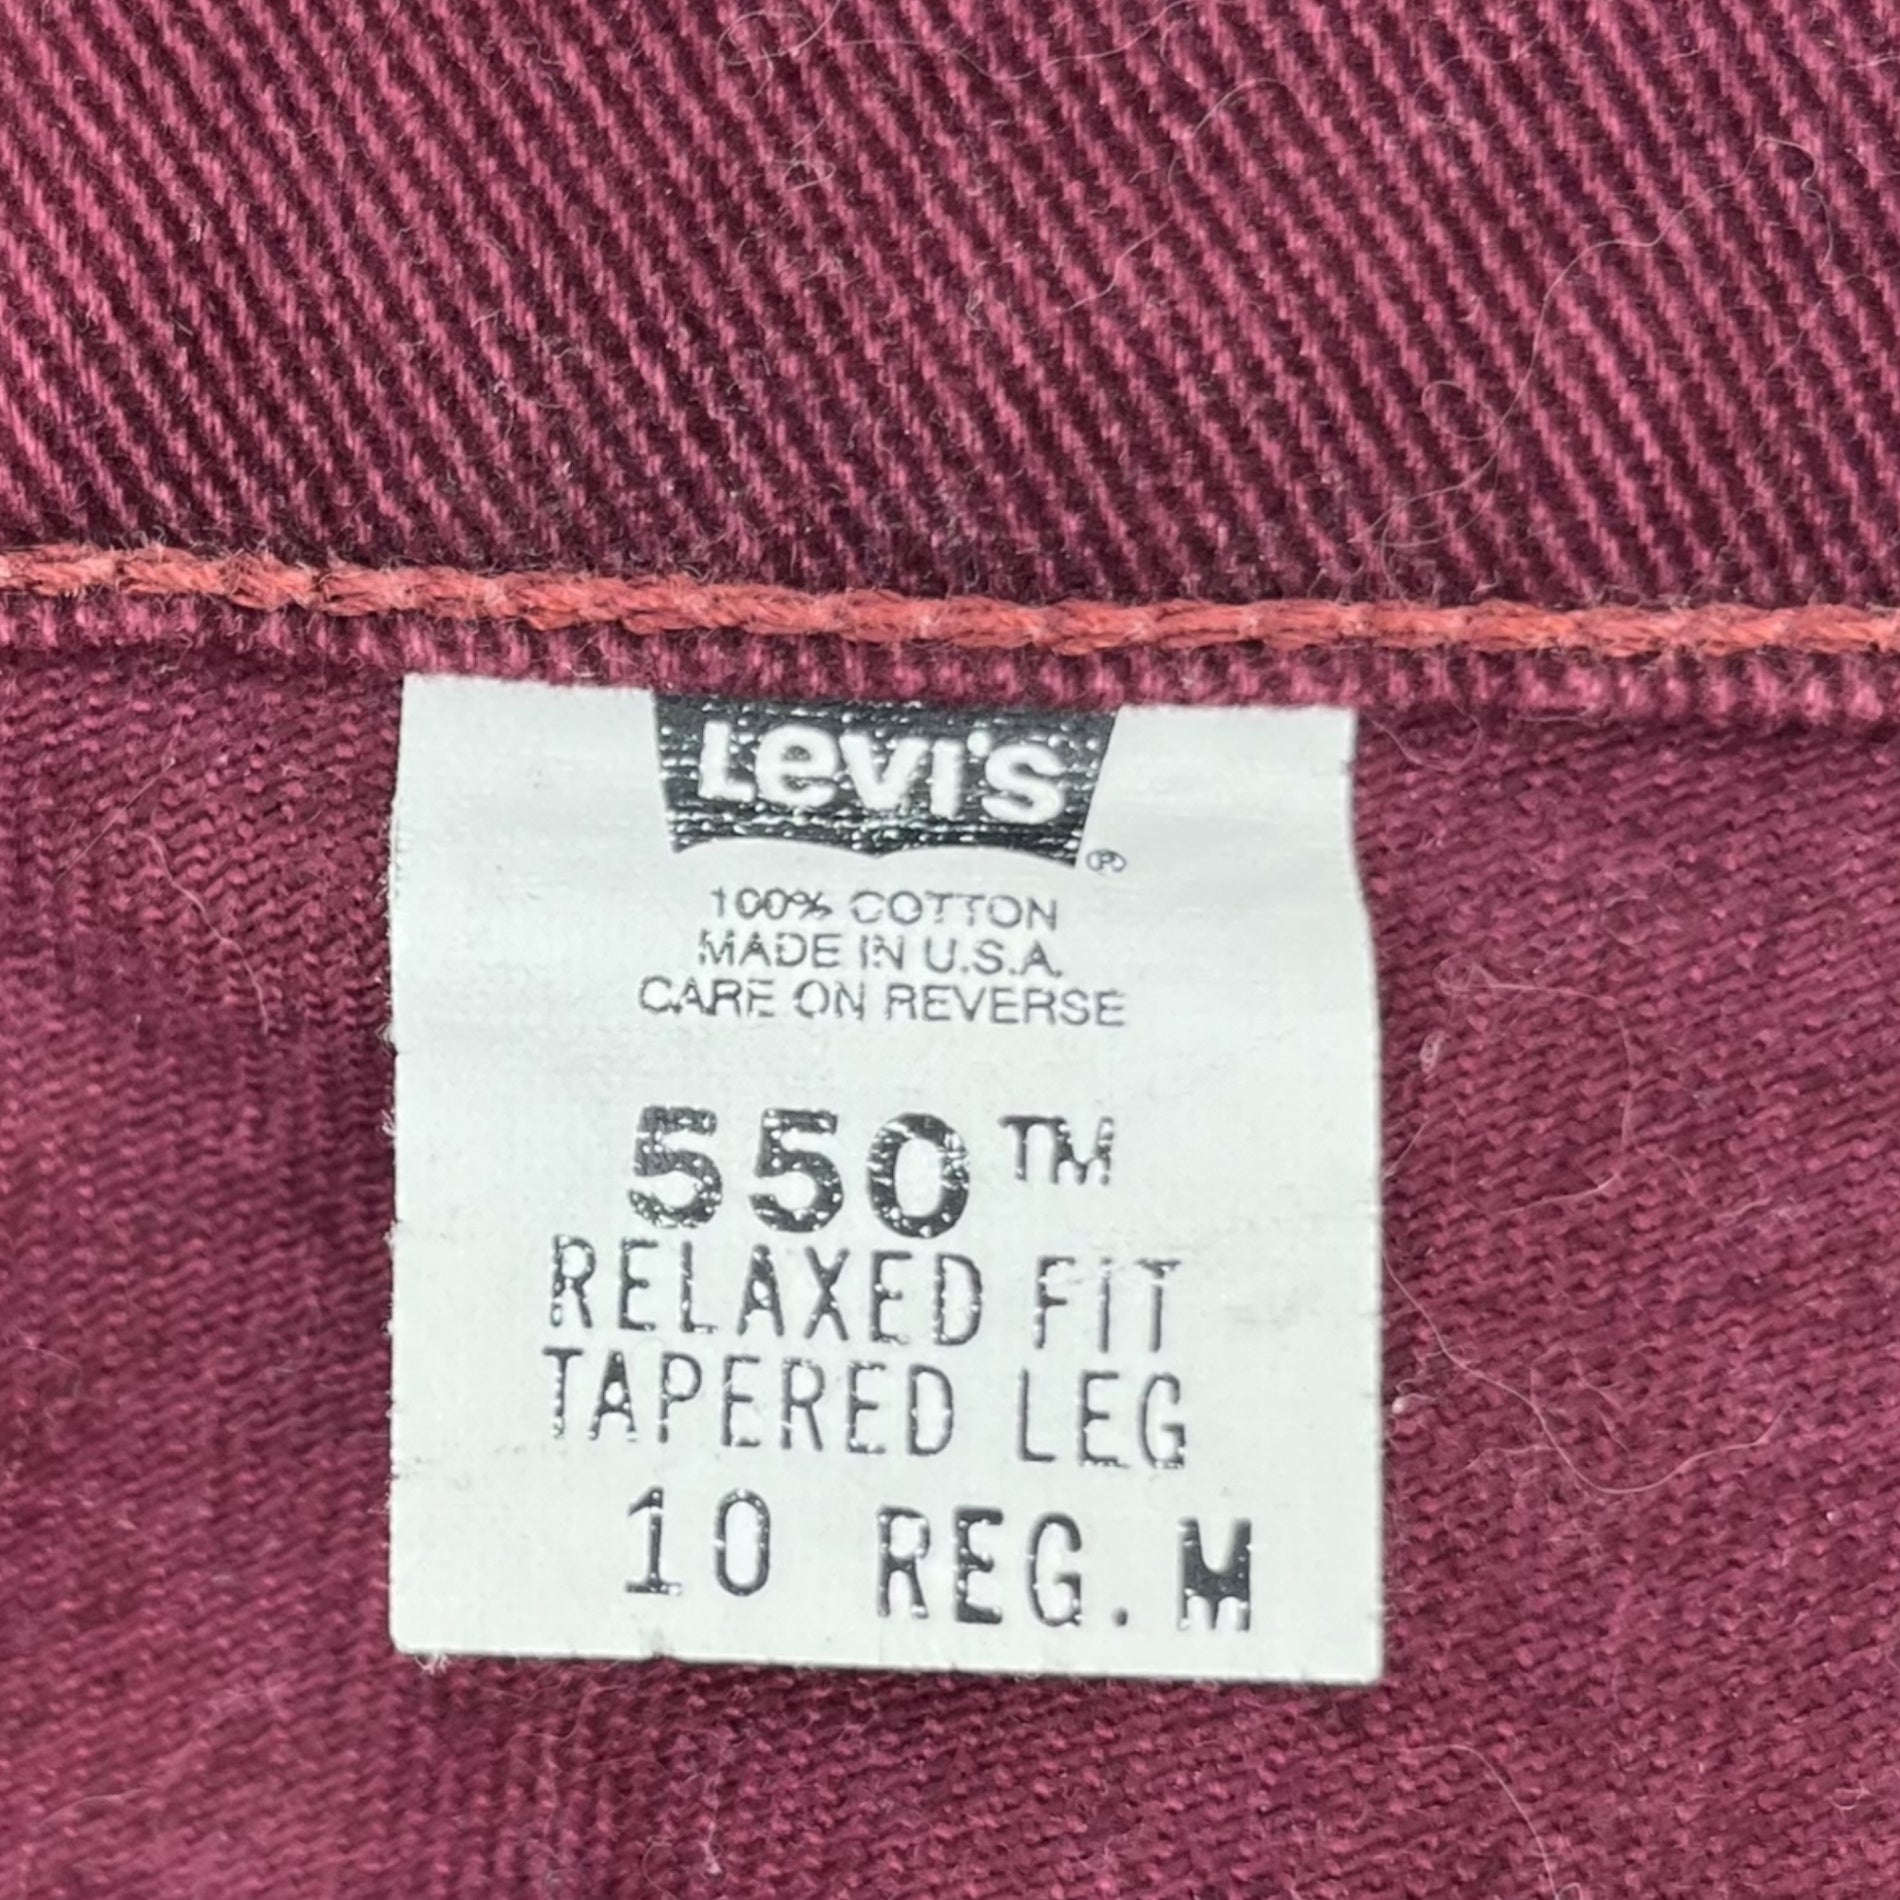 Levi's®
100% COTTON
MADE IN U.S.A.
CARE ON REVERSE
550™
RELAXED FIT
TAPERED LEG
10 REG. M